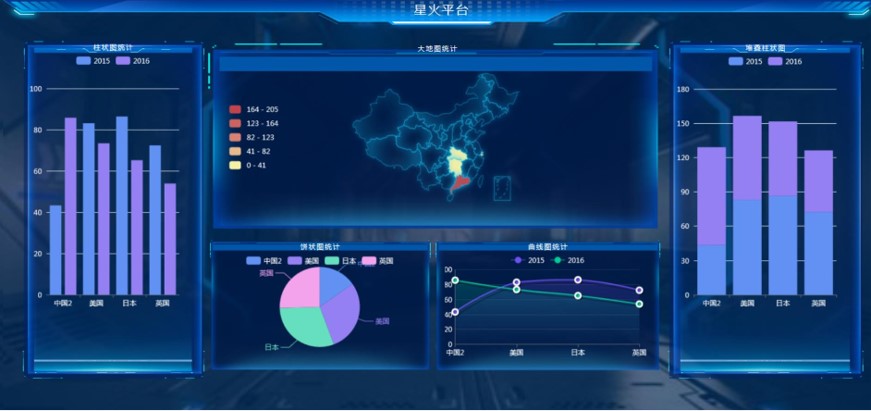 星火平台
柱状图统计
2015 2016
100
80
60
40
20
0
中国2 美国 日本 英国
大地图统计
164 - 205
123 - 164
82 - 123
41 - 82
0 - 41
饼状图统计
中国2 美国 日本 英国
英国
美国
日本
曲线图统计
2015 2016
80
60
40
20
0
中国2 美国 日本 英国
堆叠柱状图
2015 2016
180
150
120
90
60
30
0
中国2 美国 日本 英国